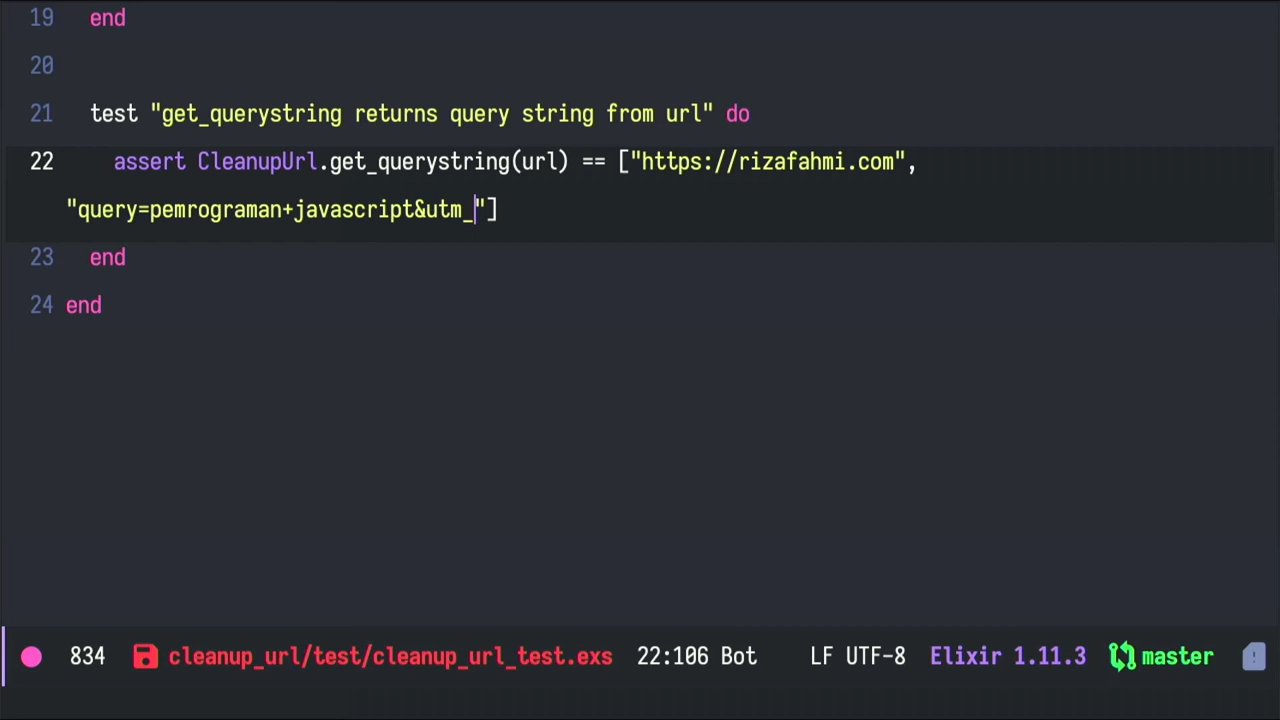 19 end
20
21 test "get_querystring returns query string from url" do
22 assert CleanupUrl.get_querystring(url) == ["https://rizafahmi.com",
"query=pemrograman+javascript&utm_"]
23 end
24 end
834 cleanup_url/test/cleanup_url_test.exs 22:106 Bot LF UTF-8 Elixir 1.11.3 master